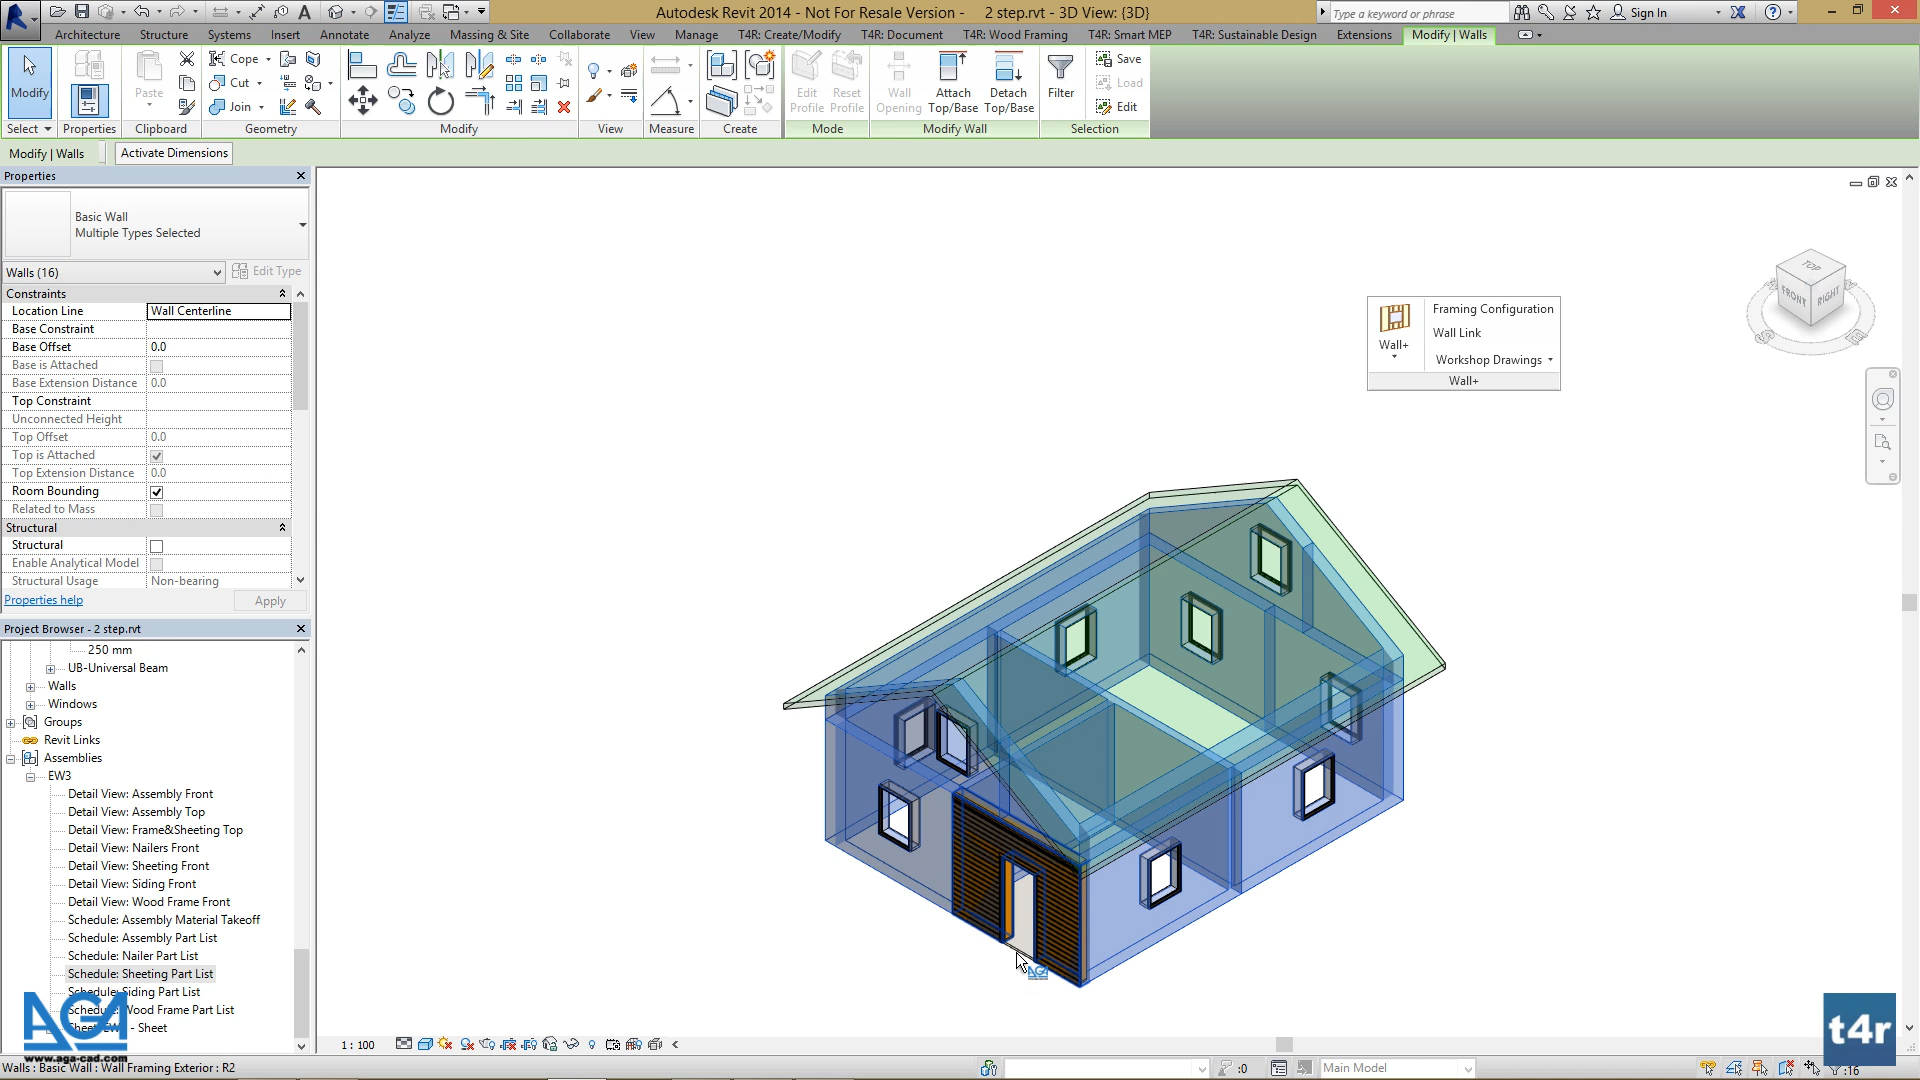 Autodesk Revit 2014 - Not For Resale Version - 2 step.rvt - 3D View: {3D}
Type a keyword or phrase
Sign In
Architecture Structure Systems Insert Annotate Analyze Massing & Site Collaborate View Manage T4R: Create/Modify T4R: Document T4R: Wood Framing T4R: Smart MEP T4R: Sustainable Design Extensions Modify | Walls
Modify
Paste
Cope
Cut
Join
Edit Profile
Reset Profile
Wall Opening
Attach Top/Base
Detach Top/Base
Filter
Save
Load
Edit
Select Properties Clipboard Geometry Modify View Measure Create Mode Modify Wall Selection
Modify | Walls Activate Dimensions
Properties
Basic Wall
Multiple Types Selected
Walls (16) Edit Type
Constraints
Location Line Wall Centerline
Base Constraint
Base Offset 0.0
Base is Attached
Base Extension Distance 0.0
Top Constraint
Unconnected Height
Top Offset 0.0
Top is Attached
Top Extension Distance 0.0
Room Bounding
Related to Mass
Structural
Structural
Enable Analytical Model
Structural Usage Non-bearing
Properties help Apply
Project Browser - 2 step.rvt
250 mm
UB-Universal Beam
Walls
Windows
Groups
Revit Links
Assemblies
EW3
Detail View: Assembly Front
Detail View: Assembly Top
Detail View: Frame&Sheeting Top
Detail View: Nailers Front
Detail View: Sheeting Front
Detail View: Siding Front
Detail View: Wood Frame Front
Schedule: Assembly Material Takeoff
Schedule: Assembly Part List
Schedule: Nailer Part List
Schedule: Sheeting Part List
Schedule: Siding Part List
Schedule: Wood Frame Part List
- Sheet
AGA
www.aga-cad.com
Wall+
Framing Configuration
Wall Link
Workshop Drawings
Wall+
TOP
FRONT
RIGHT
AGA
t4r
1 : 100
Walls : Basic Wall : Wall Framing Exterior : R2
:0
Main Model
:16